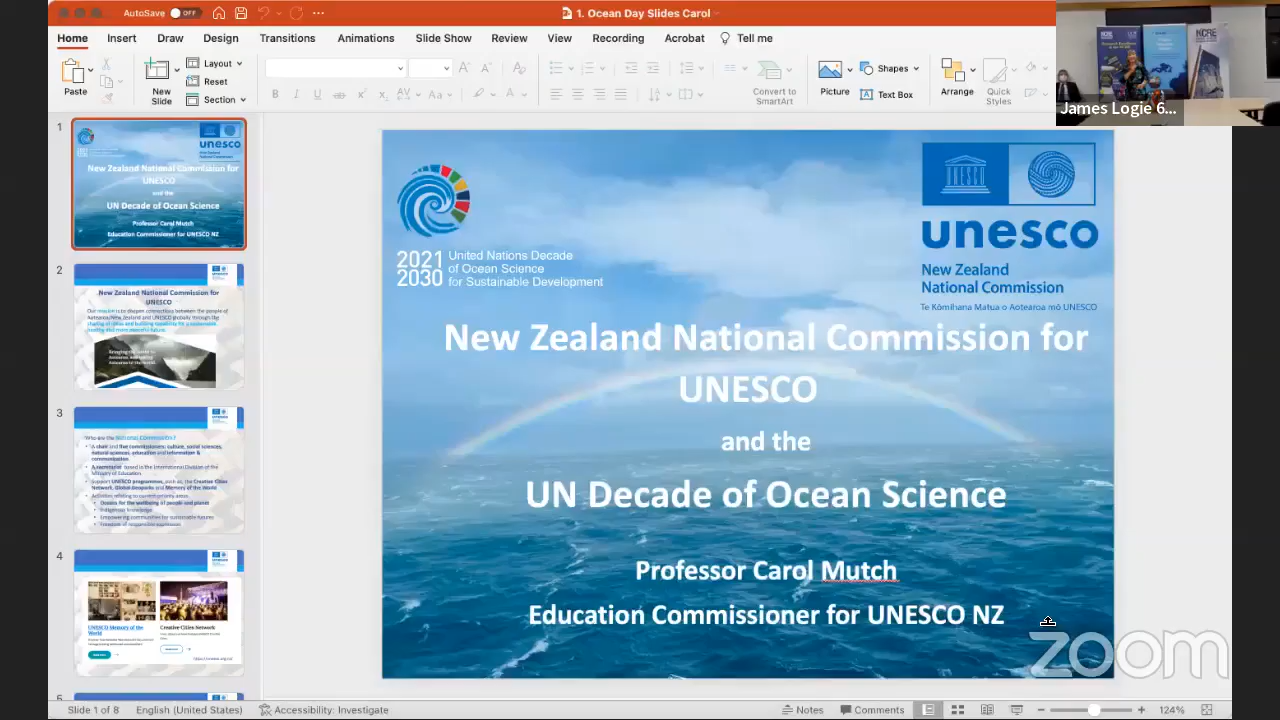 AutoSave OFF
1. Ocean Day Slides Carol
Home Insert Draw Design Transitions Animations Slide Show Review View Recording Acrobat Tell me
Paste
New
Slide
Layout
Reset
Section
Convert to
SmartArt
Picture
Shapes
Text Box
Arrange
Quick
Styles
James Logie 6...
1
unesco
New Zealand National Commission for
UNESCO
and the
UN Decade of Ocean Science
Professor Carol Mutch
Education Commissioner for UNESCO NZ
2
New Zealand National Commission for
UNESCO
3
Who are the National Commission?
4
UNESCO Memory of the
World
Creative Cities Network
5
2021
2030
United Nations Decade
of Ocean Science
for Sustainable Development
unesco
New Zealand
National Commission
Te Kōmihana Matua o Aotearoa mō UNESCO
New Zealand National Commission for
UNESCO
and the
UN Decade of Ocean Science
Professor Carol Mutch
Education Commissioner for UNESCO NZ
zoom
Slide 1 of 8 English (United States) Accessibility: Investigate
Notes Comments 124%